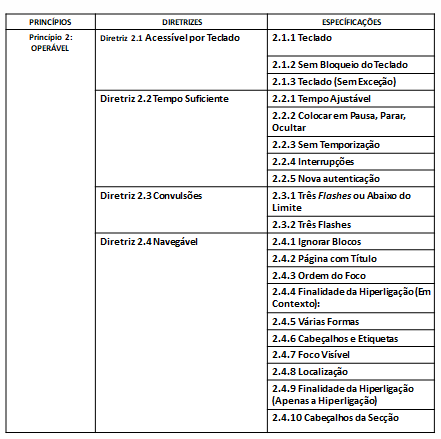 PRINCÍPIOS DIRETRIZES ESPECÍFICAÇÕES
Princípio 2: Diretriz 2.1 Acessível por Teclado 2.1.1 Teclado
OPERÁVEL
2.1.2 Sem Bloqueio do Teclado
2.1.3 Teclado (Sem Exceção)
Diretriz 2.2 Tempo Suficiente 2.2.1 Tempo Ajustável
2.2.2 Colocar em Pausa, Parar,
Ocultar
2.2.3 Sem Temporização
2.2.4 Interrupções
2.2.5 Nova autenticação
Diretriz 2.3 Convulsões 2.3.1 Três Flashes ou Abaixo do
Limite
2.3.2 Três Flashes
Diretriz 2.4 Navegável 2.4.1 Ignorar Blocos
2.4.2 Página com Título
2.4.3 Ordem do Foco
2.4.4 Finalidade da Hiperligação (Em
Contexto):
2.4.5 Várias Formas
2.4.6 Cabeçalhos e Etiquetas
2.4.7 Foco Visível
2.4.8 Localização
2.4.9 Finalidade da Hiperligação
(Apenas a Hiperligação)
2.4.10 Cabeçalhos da Secção